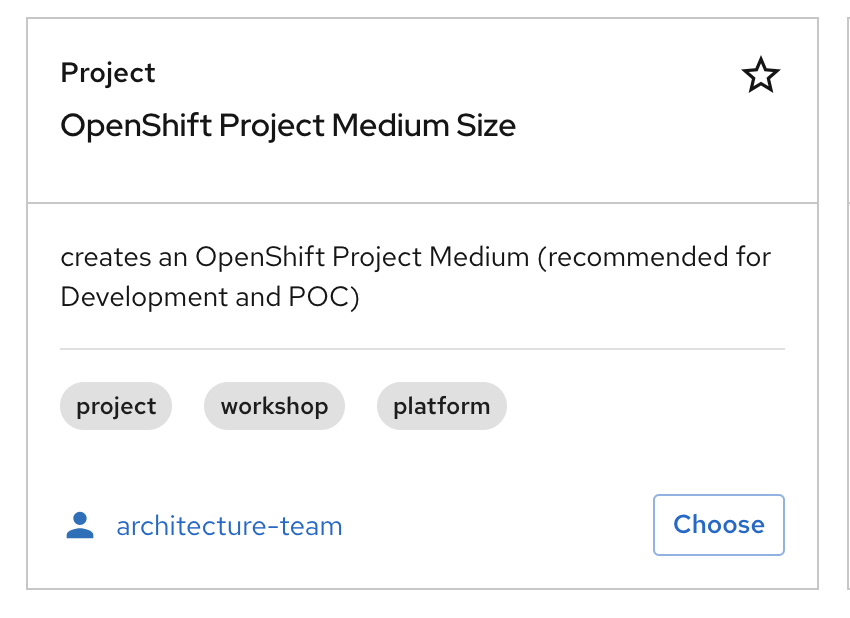 Project
OpenShift Project Medium Size
creates an OpenShift Project Medium (recommended for
Development and POC)
project workshop platform
architecture-team Choose